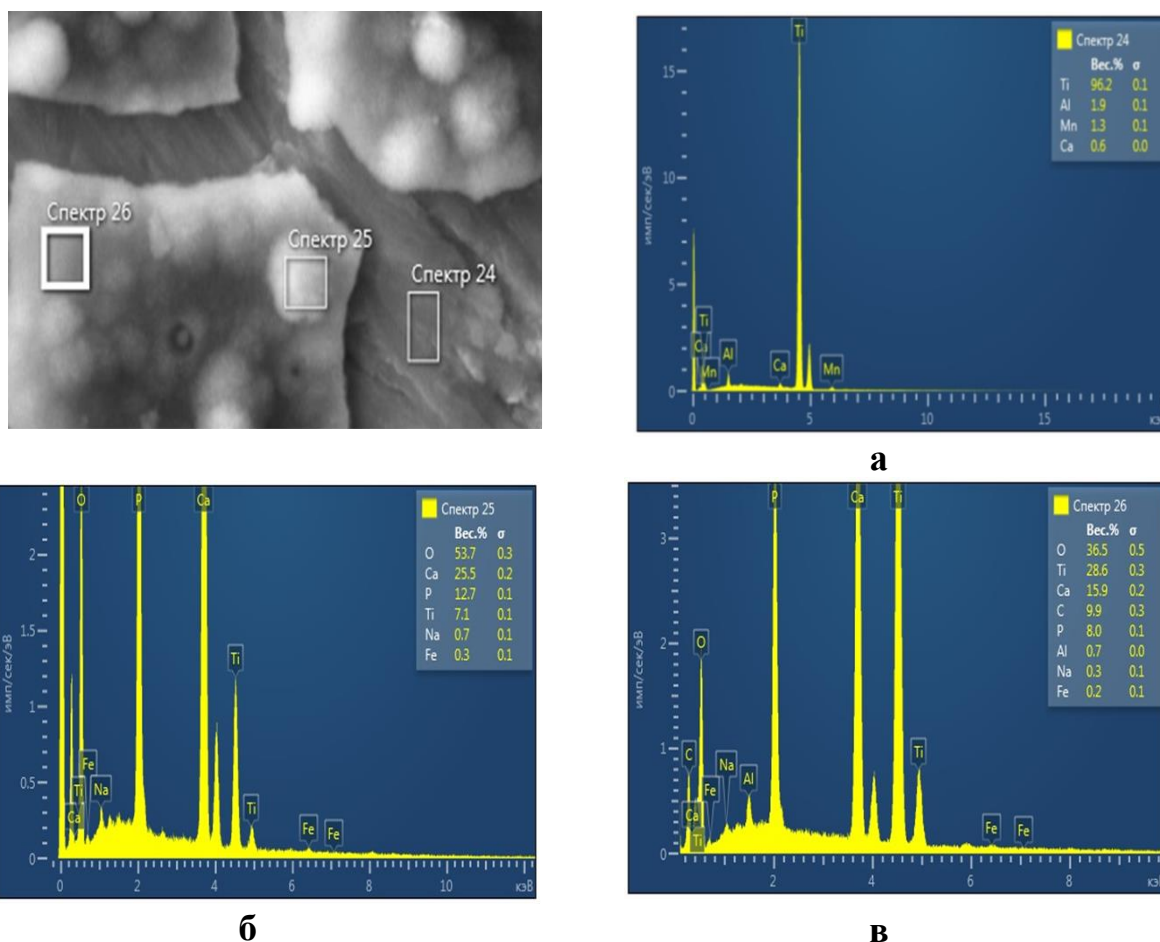 Спектр 26
Спектр 25
Спектр 24
Спектр 24
Вес.% σ
Ti 96.2 0.1
Al 1.9 0.1
Mn 1.3 0.1
Ca 0.6 0.0
Ti
имп/сек/эВ
15
10
5
0
Ti
Ca
Mn
Al
Ca
Mn
0 5 10 15 кэ
а
Спектр 25
Вес.% σ
O 53.7 0.3
Ca 25.5 0.2
P 12.7 0.1
Ti 7.1 0.1
Na 0.7 0.1
Fe 0.3 0.1
O P Ca
имп/сек/эВ
2
1.5
1
0.5
0
Ti
Fe
Ti
Na
Ca
Ti
Fe Fe
0 2 4 6 8 10 кэВ
б
Спектр 26
Вес.% σ
O 36.5 0.5
Ti 28.6 0.3
Ca 15.9 0.2
C 9.9 0.3
P 8.0 0.1
Al 0.7 0.0
Na 0.3 0.1
Fe 0.2 0.1
P Ca Ti
имп/сек/эВ
3
2
1
0
O
C
Na
Al
Ti
Fe
Ca
Ti
Fe Fe
2 4 6 8 кэВ
в